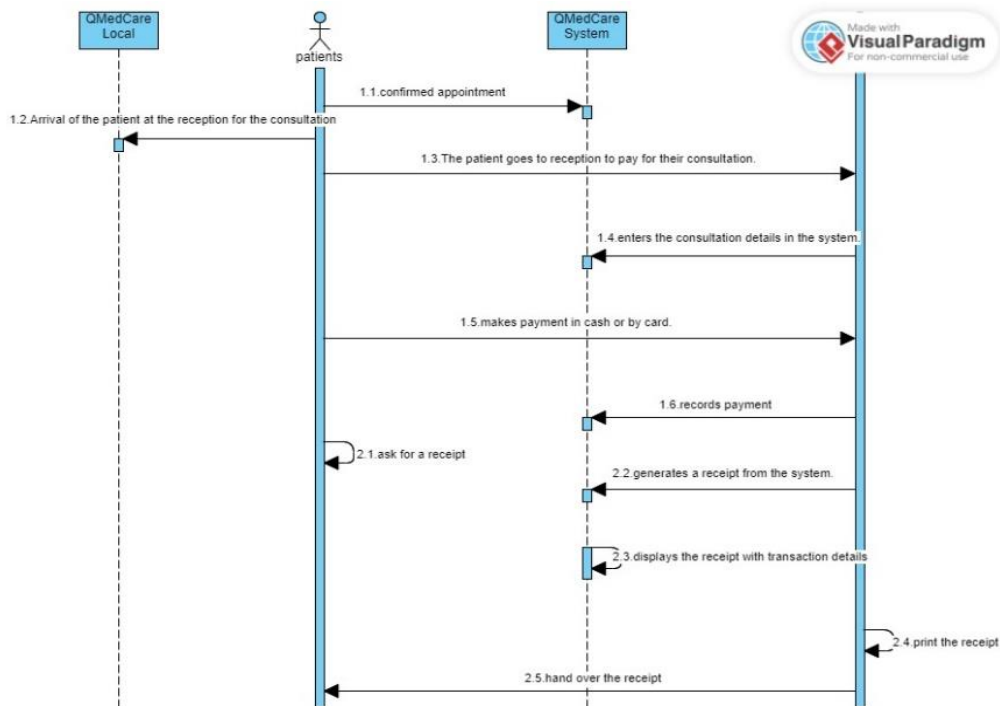 QMedCare
Local
patients
QMedCare
System
Made with
VisualParadigm
For non-commercial use
1.1.confirmed appointment
1.2.Arrival of the patient at the reception for the consultation
1.3.The patient goes to reception to pay for their consultation.
1.4.enters the consultation details in the system.
1.5.makes payment in cash or by card.
1.6.records payment
2.1.ask for a receipt
2.2.generates a receipt from the system.
2.3.displays the receipt with transaction details
2.4.print the receipt
2.5.hand over the receipt